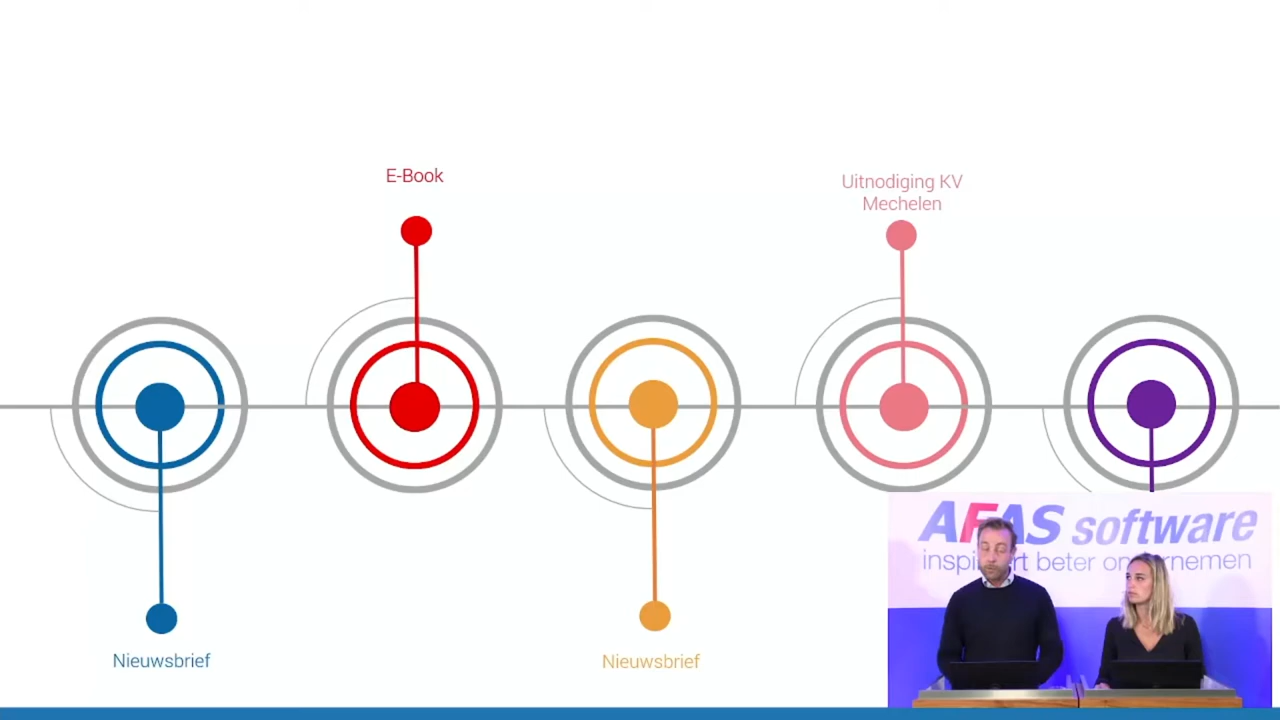 E-Book
Uitnodiging KV
Mechelen
Nieuwsbrief
Nieuwsbrief
AFAS software
inspireert beter ondernemen